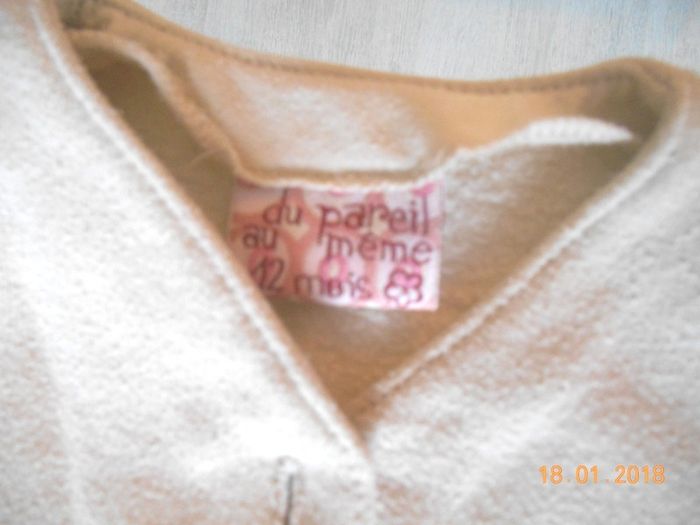 du pareil
au même
12 mois
18.01.2018